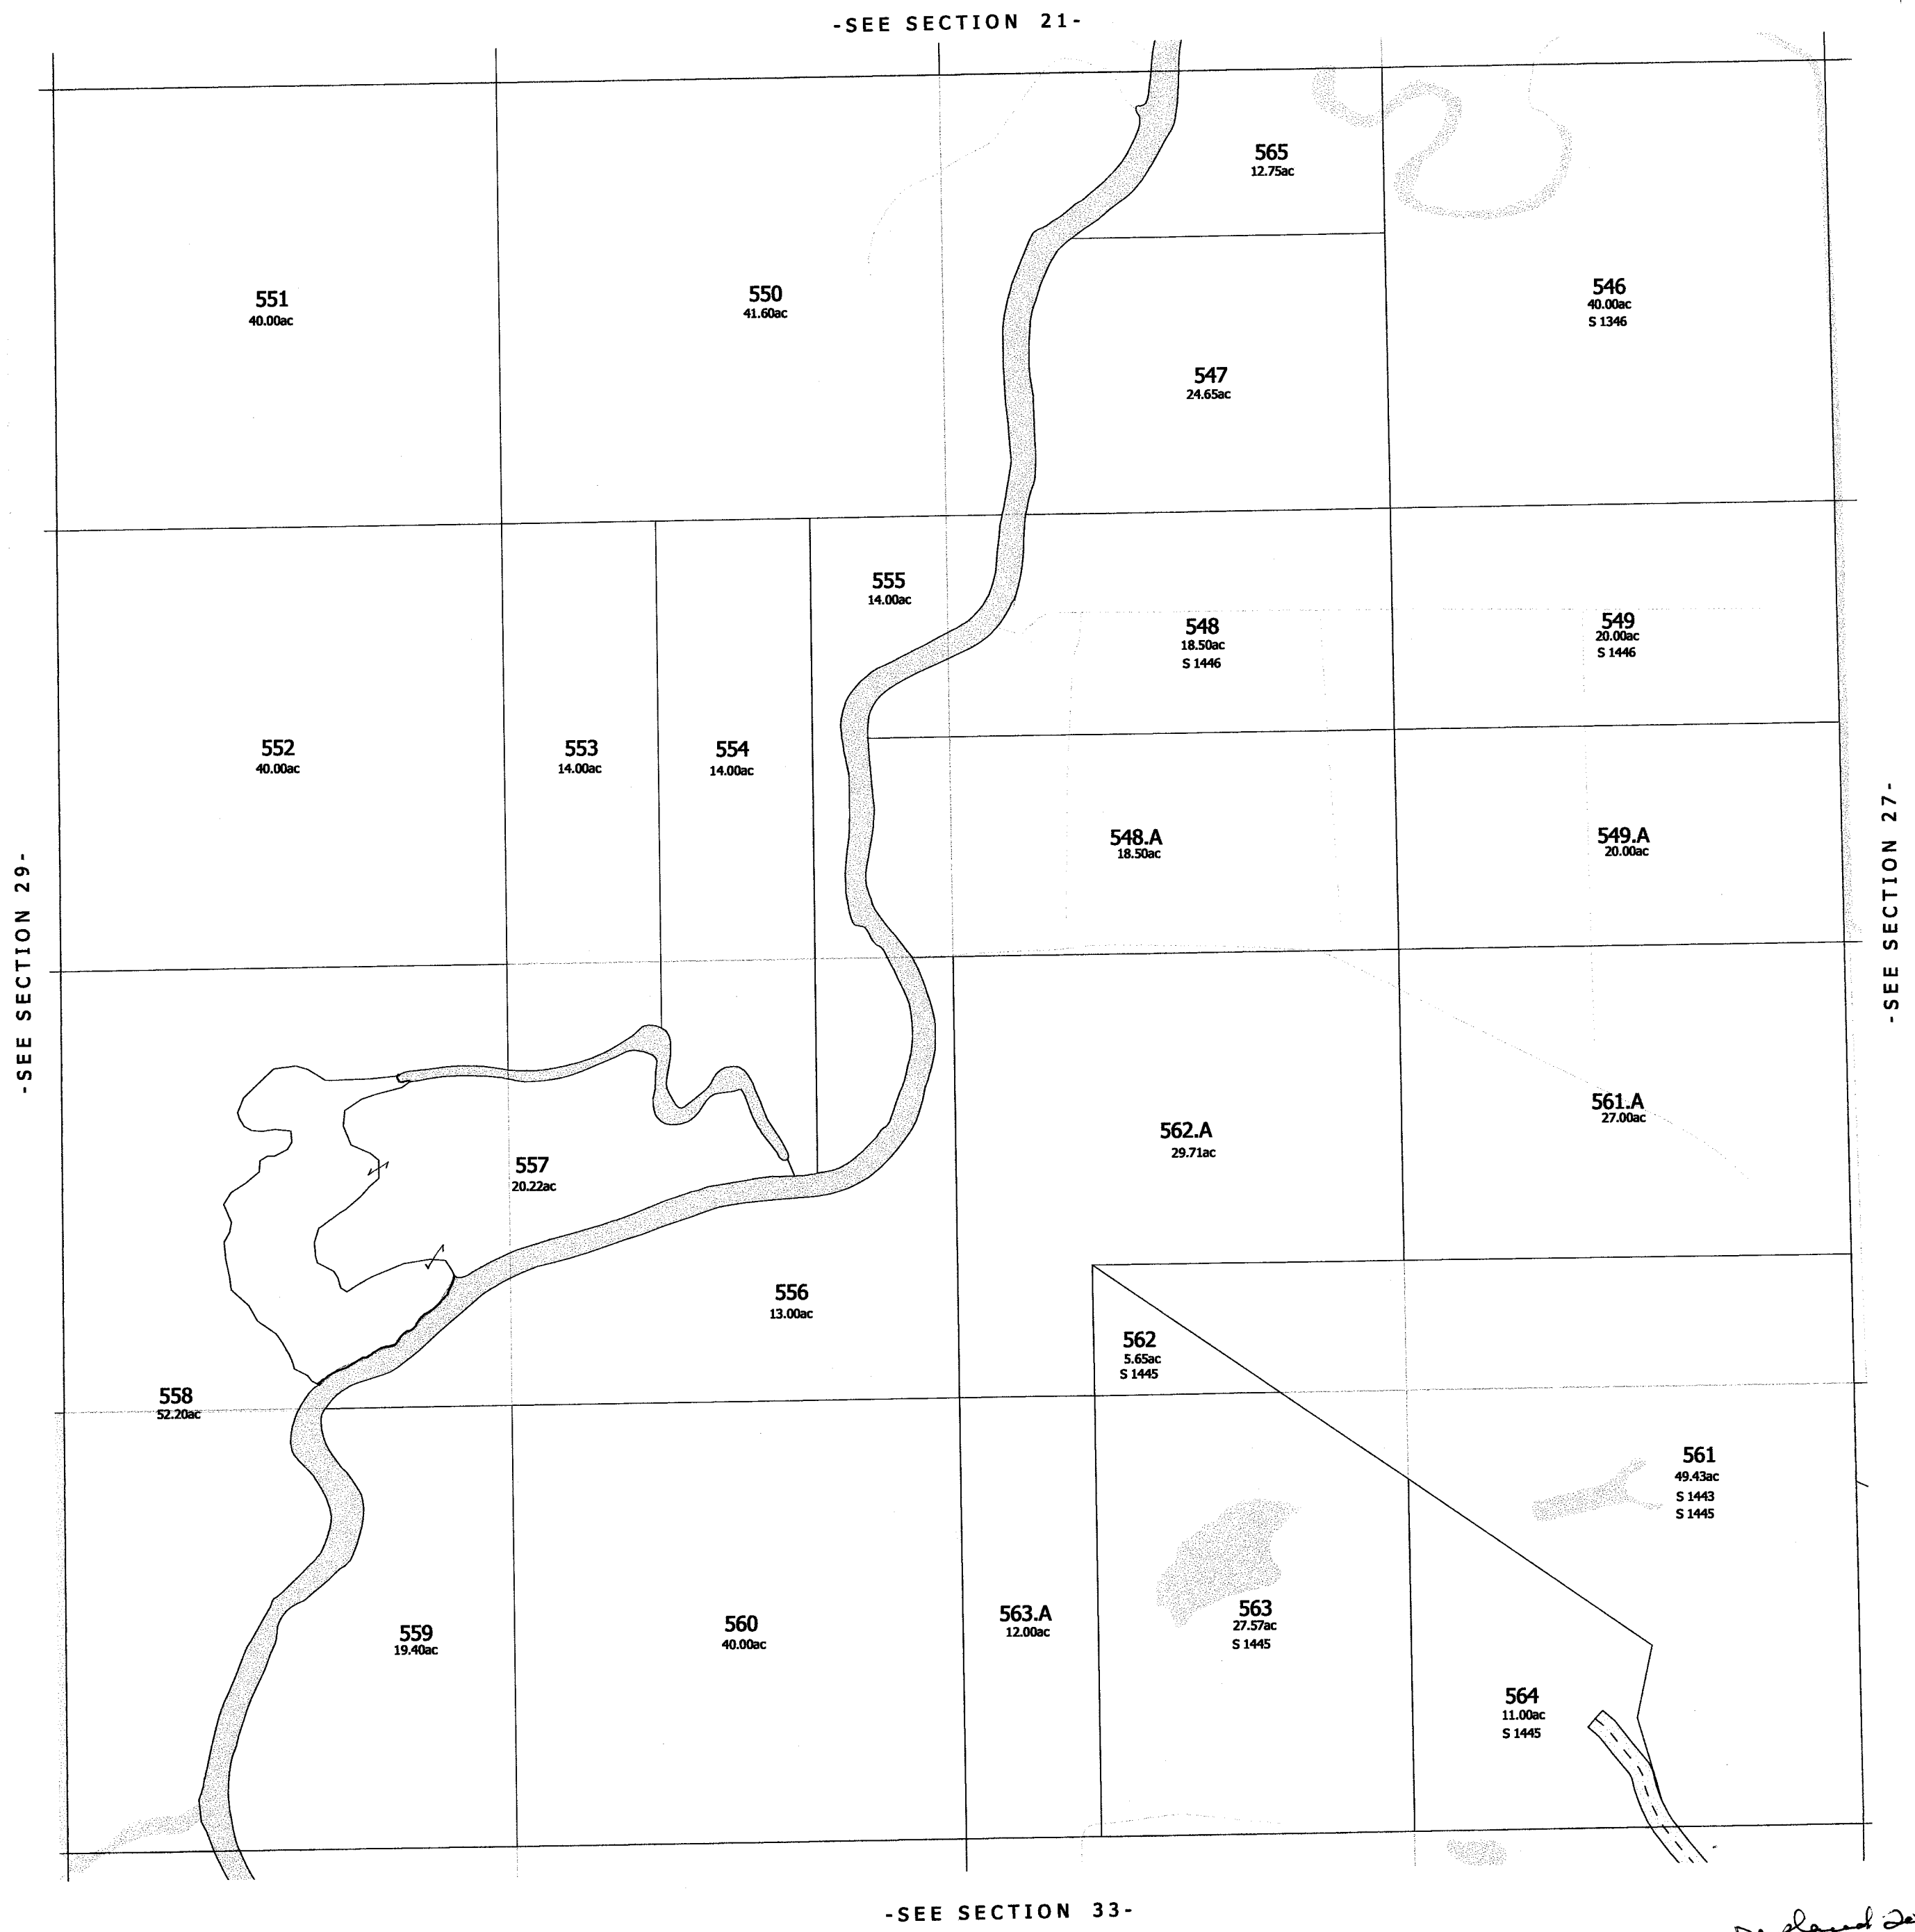 -SEE SECTION 21-
565
12.75ac
546
40.00ac
S 1346
551
40.00ac
550
41.60ac
547
24.65ac
555
14.00ac
548
18.50ac
S 1446
549
20.00ac
S 1446
552
40.00ac
553
14.00ac
554
14.00ac
548.A
18.50ac
549.A
20.00ac
-SEE SECTION 29-
-SEE SECTION 27-
561.A
27.00ac
562.A
29.71ac
557
20.22ac
556
13.00ac
562
5.65ac
S 1445
558
52.20ac
561
49.43ac
S 1443
S 1445
559
19.40ac
560
40.00ac
563.A
12.00ac
563
27.57ac
S 1445
564
11.00ac
S 1445
-SEE SECTION 33-